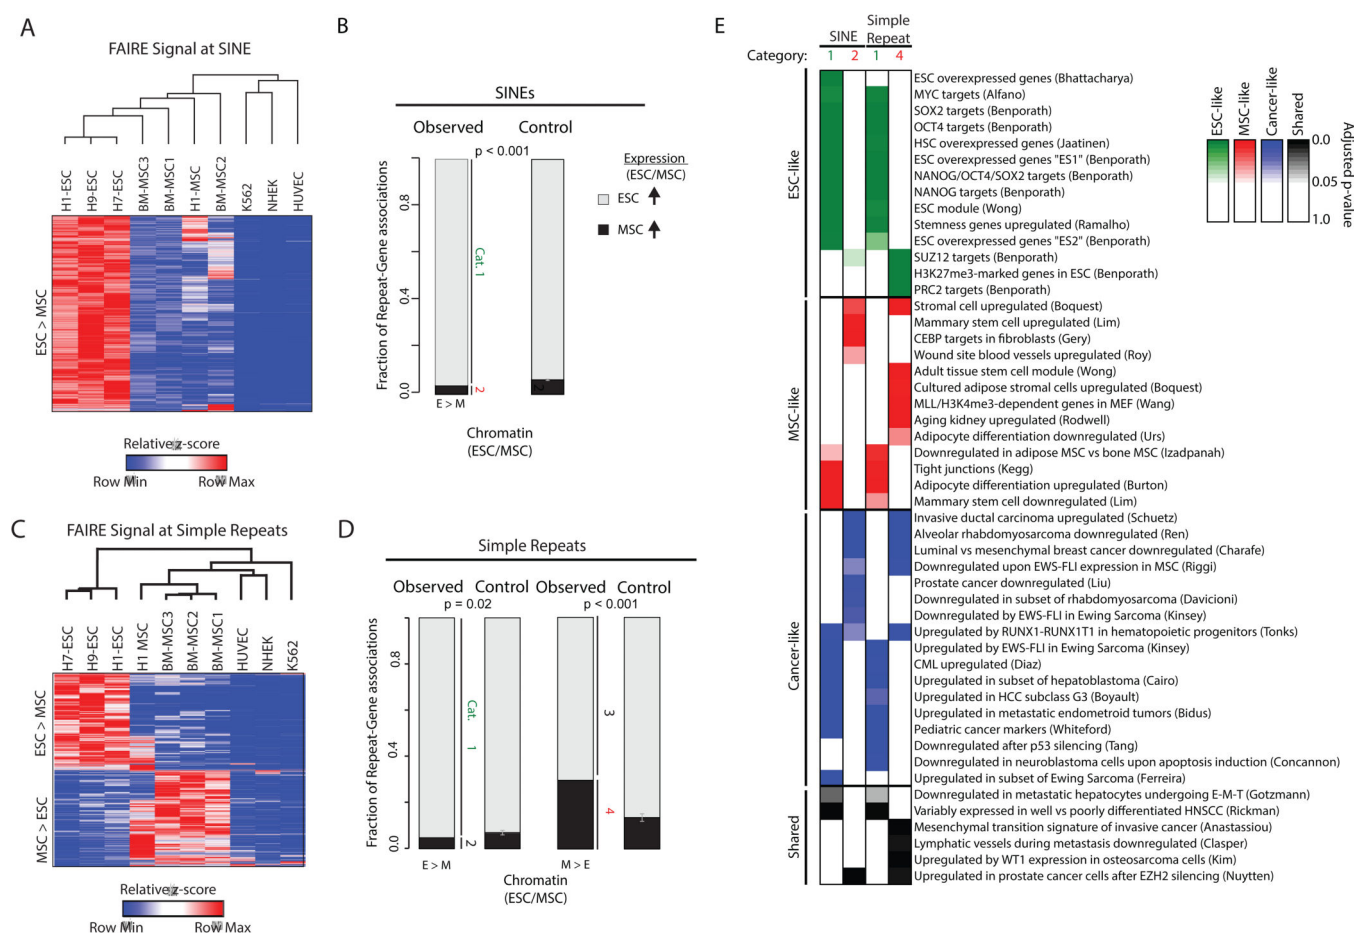 A
FAIRE Signal at SINE
H1-ESC
H9-ESC
H7-ESC
BM-MSC3
BM-MSC1
H1-MSC
BM-MSC2
K562
NHEK
HUVEC
ESC > MSC
Relative z-score
Row Min
Row Max
B
SINEs
Observed
Control
p < 0.001
Expression
(ESC/MSC)
ESC
MSC
Fraction of Repeat-Gene associations
0.8
0.4
0.0
Cat. 1
2
2
E > M
Chromatin
(ESC/MSC)
C
FAIRE Signal at Simple Repeats
H7-ESC
H9-ESC
H1-ESC
H1 MSC
BM-MSC3
BM-MSC2
BM-MSC1
HUVEC
NHEK
K562
ESC > MSC
MSC > ESC
Relative z-score
Row Min
Row Max
D
Simple Repeats
Observed
Control
Observed
Control
p = 0.02
p < 0.001
Fraction of Repeat-Gene associations
0.8
0.4
0.0
Cat. 1
2
3
4
E > M
M > E
Chromatin
(ESC/MSC)
E
SINE
Simple
Repeat
Category:
1
2
1
4
ESC-like
ESC overexpressed genes (Bhattacharya)
MYC targets (Alfano)
SOX2 targets (Benporath)
OCT4 targets (Benporath)
HSC overexpressed genes (Jaatinen)
ESC overexpressed genes "ES1" (Benporath)
NANOG/OCT4/SOX2 targets (Benporath)
NANOG targets (Benporath)
ESC module (Wong)
Stemness genes upregulated (Ramalho)
ESC overexpressed genes "ES2" (Benporath)
SUZ12 targets (Benporath)
H3K27me3-marked genes in ESC (Benporath)
PRC2 targets (Benporath)
MSC-like
Stromal cell upregulated (Boquest)
Mammary stem cell upregulated (Lim)
CEBP targets in fibroblasts (Gery)
Wound site blood vessels upregulated (Roy)
Adult tissue stem cell module (Wong)
Cultured adipose stromal cells upregulated (Boquest)
MLL/H3K4me3-dependent genes in MEF (Wang)
Aging kidney upregulated (Rodwell)
Adipocyte differentiation downregulated (Urs)
Downregulated in adipose MSC vs bone MSC (Izadpanah)
Tight junctions (Kegg)
Adipocyte differentiation upregulated (Burton)
Mammary stem cell downregulated (Lim)
Cancer-like
Invasive ductal carcinoma upregulated (Schuetz)
Alveolar rhabdomyosarcoma downregulated (Ren)
Luminal vs mesenchymal breast cancer downregulated (Charafe)
Downregulated upon EWS-FLI expression in MSC (Riggi)
Prostate cancer downregulated (Liu)
Downregulated in subset of rhabdomyosarcoma (Davicioni)
Downregulated by EWS-FLI in Ewing Sarcoma (Kinsey)
Upregulated by RUNX1-RUNX1T1 in hematopoietic progenitors (Tonks)
Upregulated by EWS-FLI in Ewing Sarcoma (Kinsey)
CML upregulated (Diaz)
Upregulated in subset of hepatoblastoma (Cairo)
Upregulated in HCC subclass G3 (Boyault)
Upregulated in metastatic endometroid tumors (Bidus)
Pediatric cancer markers (Whiteford)
Downregulated after p53 silencing (Tang)
Downregulated in neuroblastoma cells upon apoptosis induction (Concannon)
Upregulated in subset of Ewing Sarcoma (Ferreira)
Shared
Downregulated in metastatic hepatocytes undergoing E-M-T (Gotzmann)
Variably expressed in well vs poorly differentiated HNSCC (Rickman)
Mesenchymal transition signature of invasive cancer (Anastassiou)
Lymphatic vessels during metastasis downregulated (Clasper)
Upregulated by WT1 expression in osteosarcoma cells (Kim)
Upregulated in prostate cancer cells after EZH2 silencing (Nuytten)
ESC-like
MSC-like
Cancer-like
Shared
0.0
0.05
1.0
Adjusted p-value